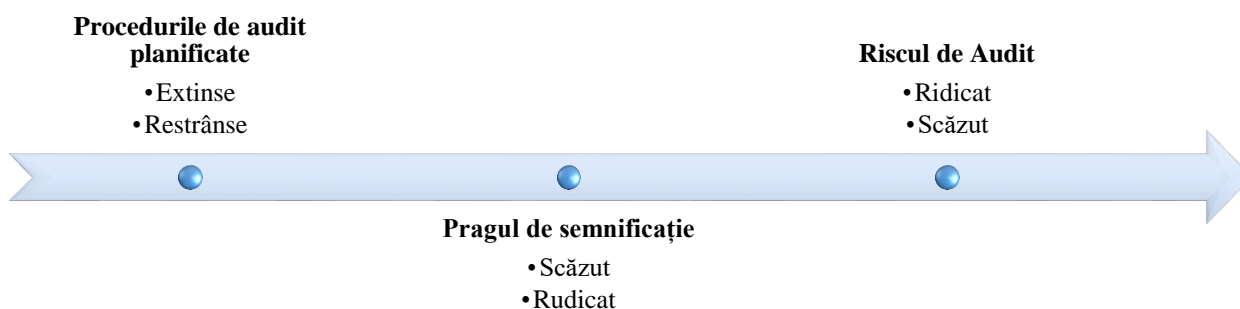 Procedurile de audit
planificate
•Extinse
•Restrânse
Pragul de semnificație
•Scăzut
•Rudicat
Riscul de Audit
•Ridicat
•Scăzut